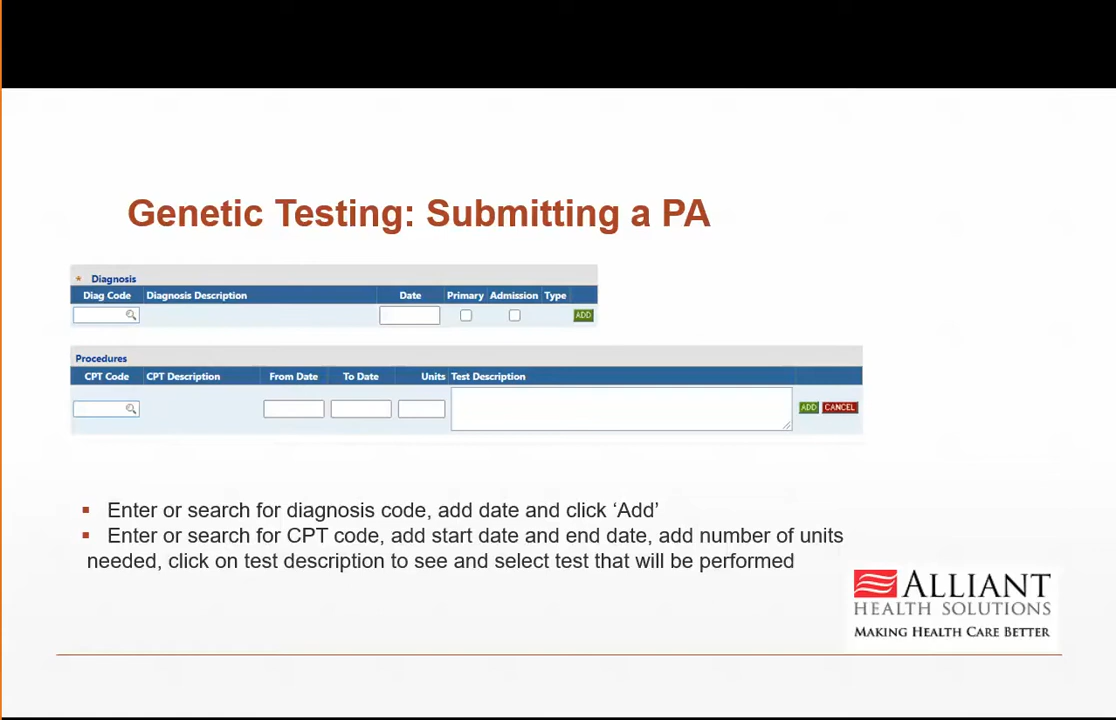 Genetic Testing: Submitting a PA
* Diagnosis
Diag Code Diagnosis Description Date Primary Admission Type
ADD
Procedures
CPT Code CPT Description From Date To Date Units Test Description
ADD CANCEL
▪ Enter or search for diagnosis code, add date and click ‘Add’
▪ Enter or search for CPT code, add start date and end date, add number of units
needed, click on test description to see and select test that will be performed
ALLIANT
HEALTH SOLUTIONS
MAKING HEALTH CARE BETTER